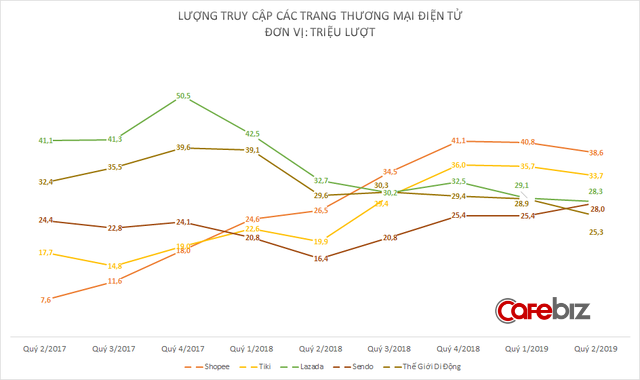 LƯỢNG TRUY CẬP CÁC TRANG THƯƠNG MẠI ĐIỆN TỬ
ĐƠN VỊ: TRIỆU LƯỢT
50,5
41,1 41,3 42,5 41,1 40,8 38,6
39,6 39,1
32,4 35,5 32,7 34,5 36,0 35,7 33,7
29,6 30,3 30,2 32,5 29,1 28,3
29,4 29,4 28,9 28,0
24,4 22,8 24,1 24,6 26,5 25,4 25,4 25,3
17,7 14,8 19,0 22,6 19,9 20,8
20,8 16,4
7,6 11,6 18,0
Cafebiz
Quý 2/2017 Quý 3/2017 Quý 4/2017 Quý 1/2018 Quý 2/2018 Quý 3/2018 Quý 4/2018 Quý 1/2019 Quý 2/2019
Shopee Tiki Lazada Sendo Thế Giới Di Động